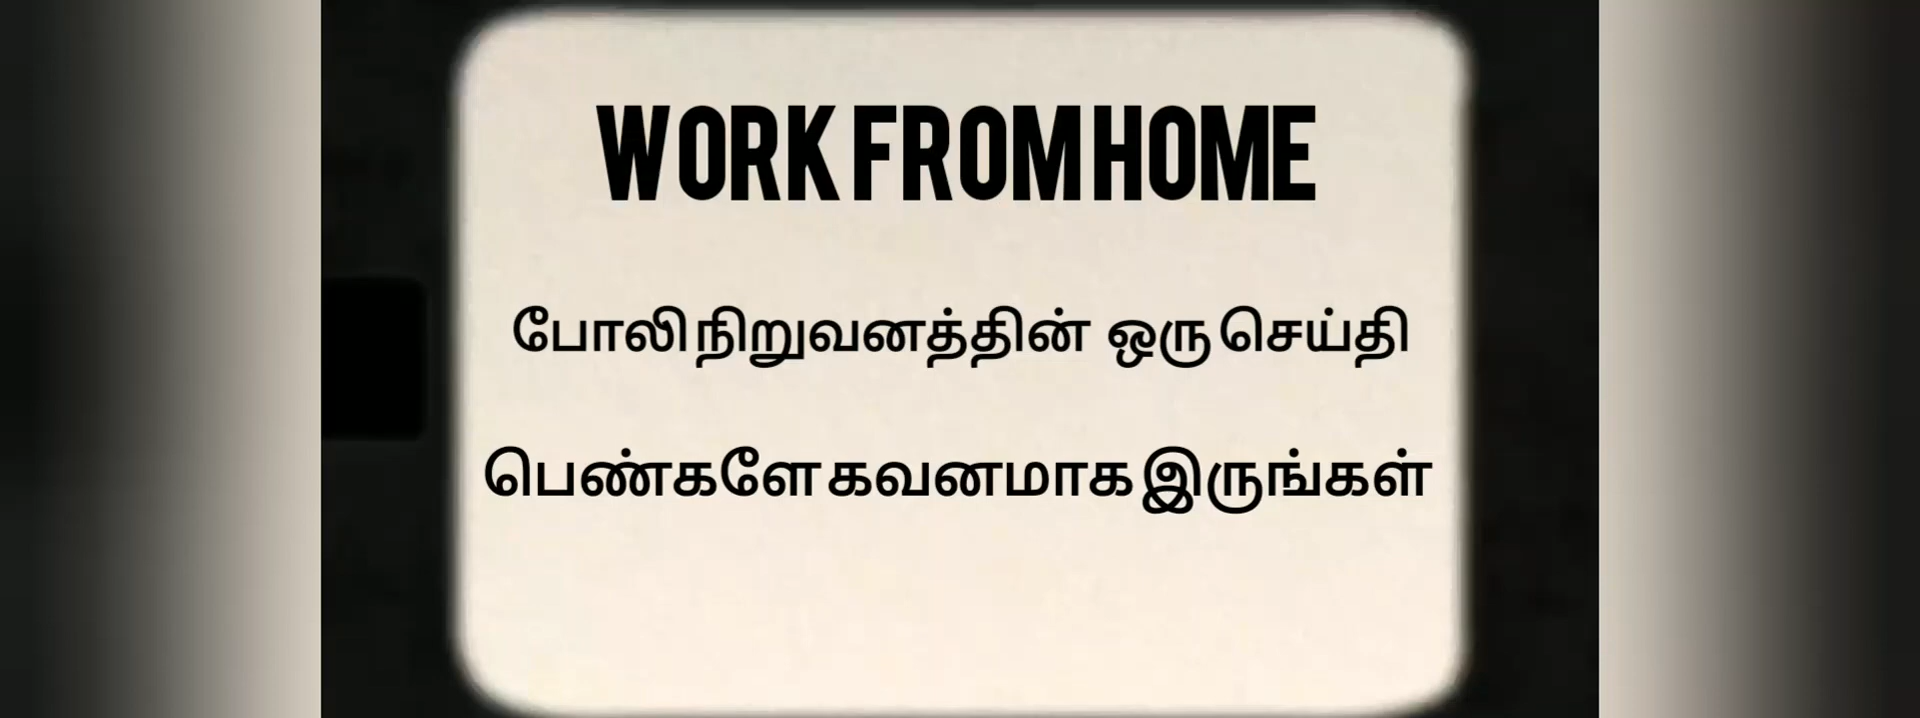 WORK FROM HOME
போலி நிறுவனத்தின் ஒரு செய்தி
பெண்களே கவனமாக இருங்கள்